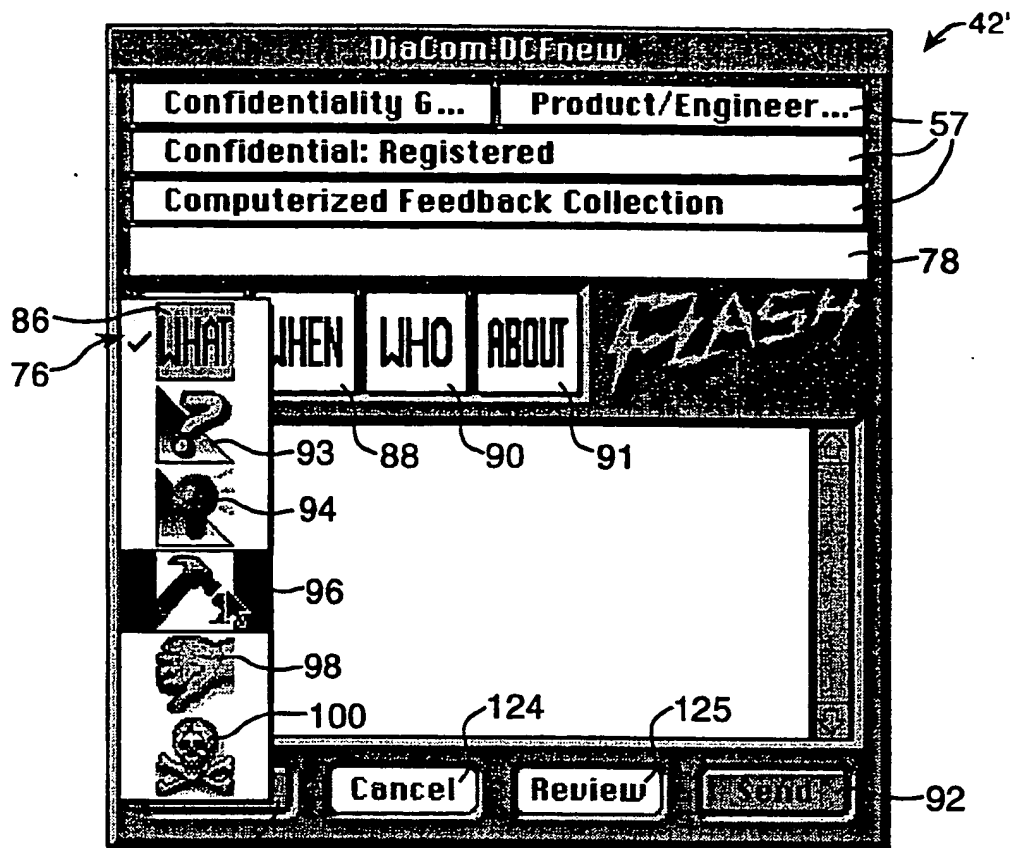 42'
DiaCom:DCFnew
Confidentiality &... Product/Engineer...
57
Confidential: Registered
Computerized Feedback Collection
78
86 WHAT WHEN WHO ABOUT FLASH
76
93 88 90 91
94
96
98
100 124 125
Cancel Review Send 92